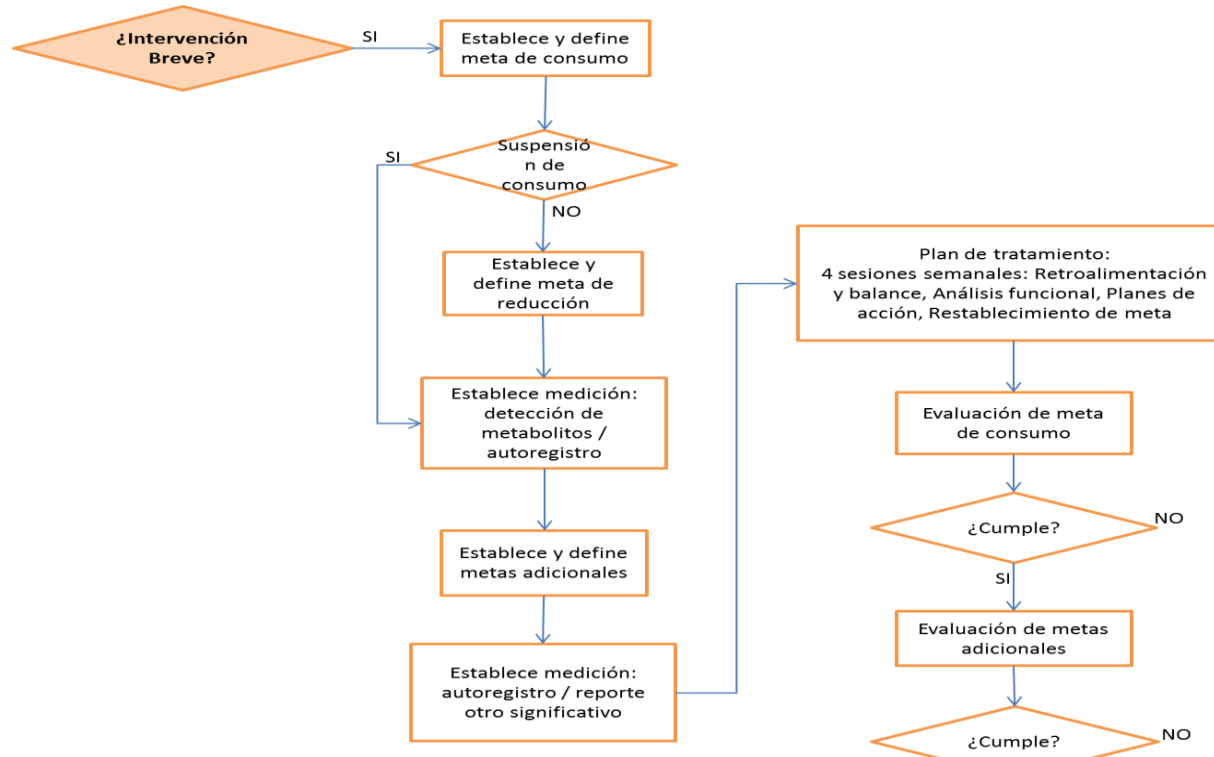 ¿Intervención
Breve?
SI
Establece y define
meta de consumo
Suspensió
n de
consumo
SI
NO
Establece y
define meta de
reducción
Establece medición:
detección de
metabolitos /
autoregistro
Establece y define
metas adicionales
Establece medición:
autoregistro / reporte
otro significativo
Plan de tratamiento:
4 sesiones semanales: Retroalimentación
y balance, Análisis funcional, Planes de
acción, Restablecimiento de meta
Evaluación de meta
de consumo
¿Cumple?
NO
SI
Evaluación de metas
adicionales
¿Cumple?
NO